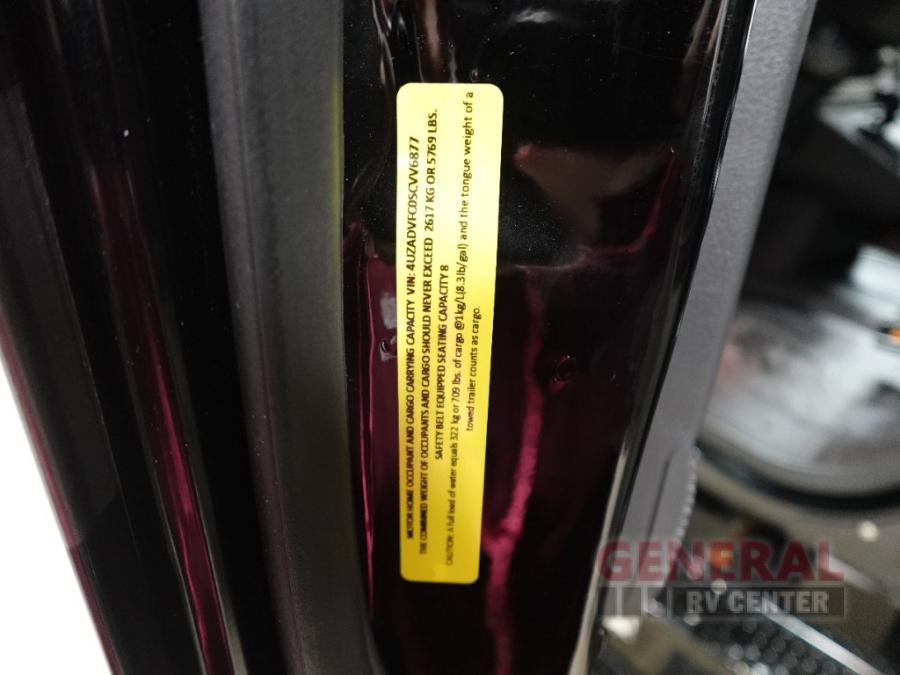 MOTOR HOME OCCUPANT AND CARGO CARRYING CAPACITY VIN: 4UZADVFC0SCVV6877
THE COMBINED WEIGHT OF OCCUPANTS AND CARGO SHOULD NEVER EXCEED 2617 KG OR 5769 LBS.
SAFETY BELT EQUIPPED SEATING CAPACITY 8
CAUTION: A full load of water equals 322 kg or 709 lbs. of cargo @1kg/L(8.3lb/gal) and the tongue weight of a
towed trailer counts as cargo.
GENERAL
RV CENTER